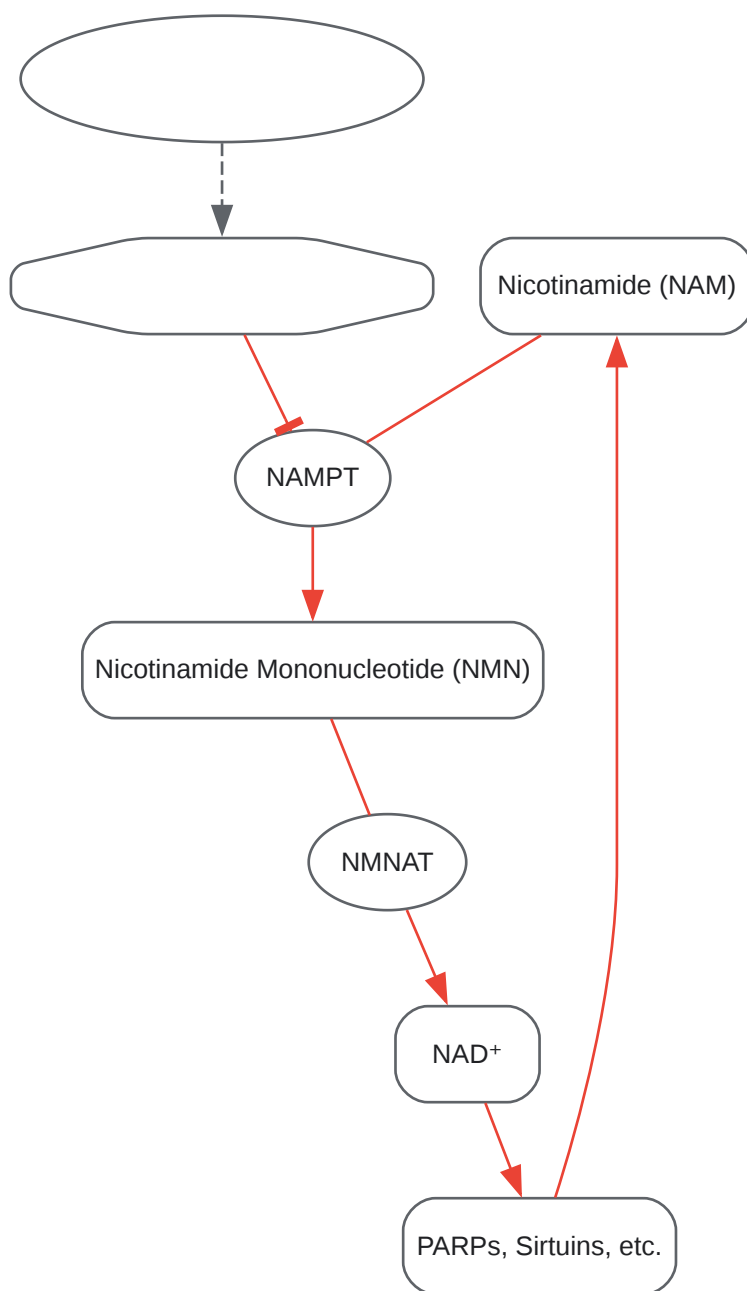 Nicotinamide (NAM)
NAMPT
Nicotinamide Mononucleotide (NMN)
NMNAT
NAD⁺
PARPs, Sirtuins, etc.